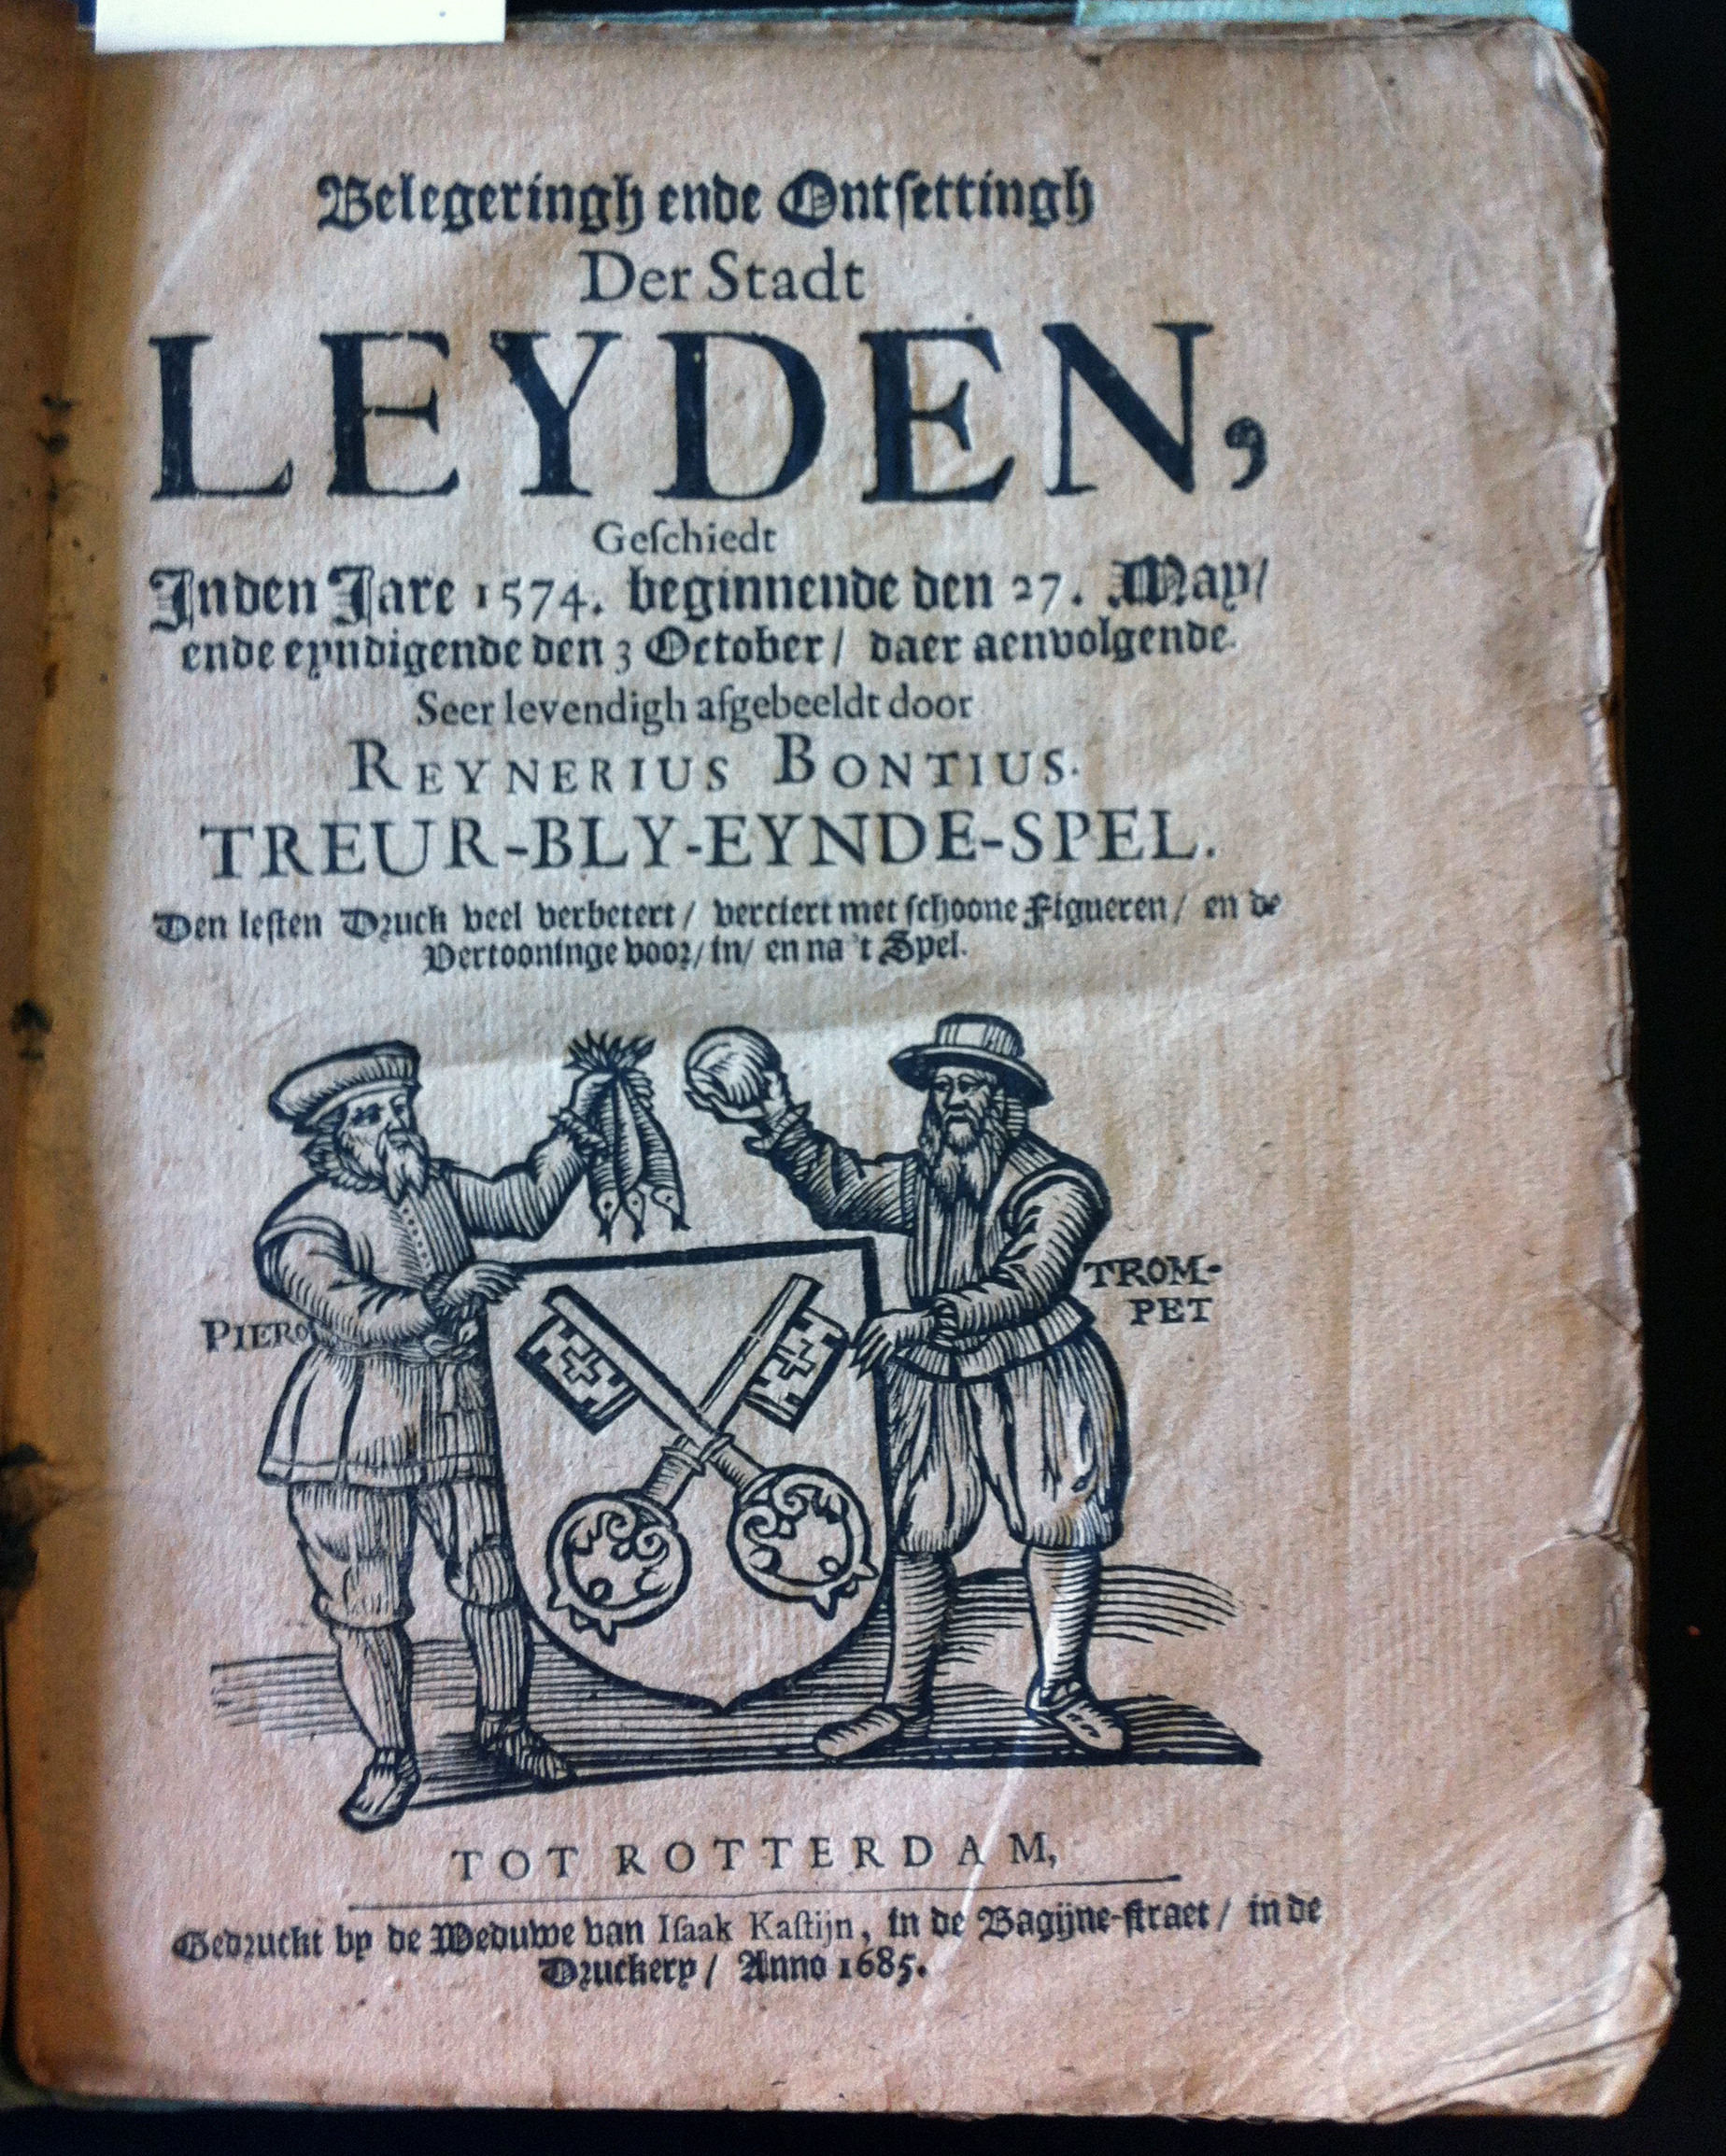 Belegeringh ende Ontſettingh
Der Stadt
LEYDEN,
Geſchiedt
Inden Jare 1574. beginnende den 27. May/
ende eyndigende den 3 October/ daer aenvolgende.
Seer levendigh afgebeeldt door
REYNERIUS BONTIUS.
TREUR-BLY-EYNDE-SPEL.
Den leſten Druck veel verbetert/ verciert met ſchoone Figueren/ en de
Vertooninge voor/ in/ en na 't Spel.
PIERO
TROM-
PET
TOT ROTTERDAM,
Gedruckt by de Weduwe van Iſaak Kaſtijn, in de Bagijne-ſtraet/ in de
Druckery/ Anno 1685.